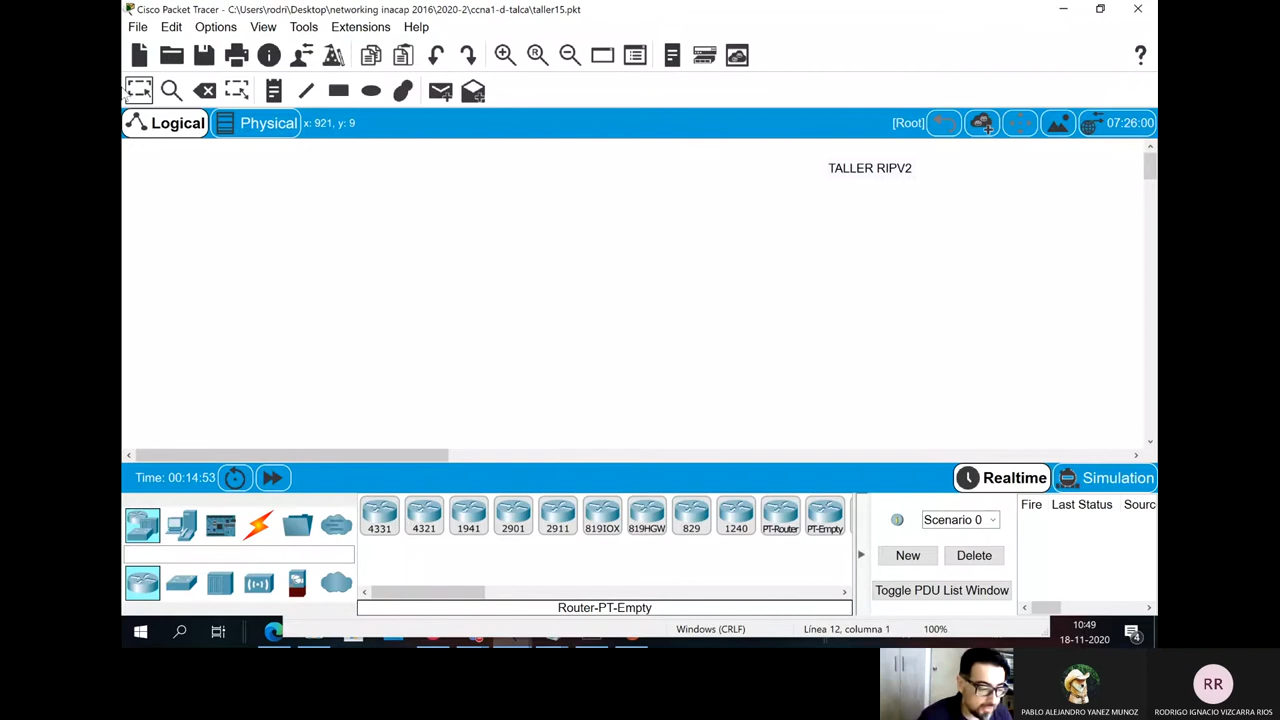 Cisco Packet Tracer - C:\Users\rodri\Desktop\networking inacap 2016\2020-2\ccna1-d-talca\taller15.pkt
File Edit Options View Tools Extensions Help
?
Logical Physical x: 921, y: 9 [Root] 07:26:00
TALLER RIPV2
Time: 00:14:53 Realtime Simulation
4331 4321 1941 2901 2911 819IOX 819HGW 829 1240 PT-Router PT-Empty
Scenario 0
Fire Last Status Sourc
New Delete
Toggle PDU List Window
Router-PT-Empty
Windows (CRLF) Línea 12, columna 1 100%
10:49
18-11-2020
4
RR
PABLO ALEJANDRO YANEZ MUNOZ
RODRIGO IGNACIO VIZCARRA RIOS